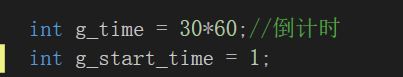 int g_time = 30*60;//倒计时
int g_start_time = 1;